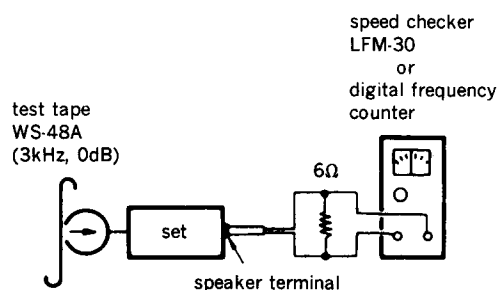 speed checker
LFM-30
or
digital frequency
counter
test tape
WS-48A
(3kHz, 0dB)
6Ω
set
speaker terminal